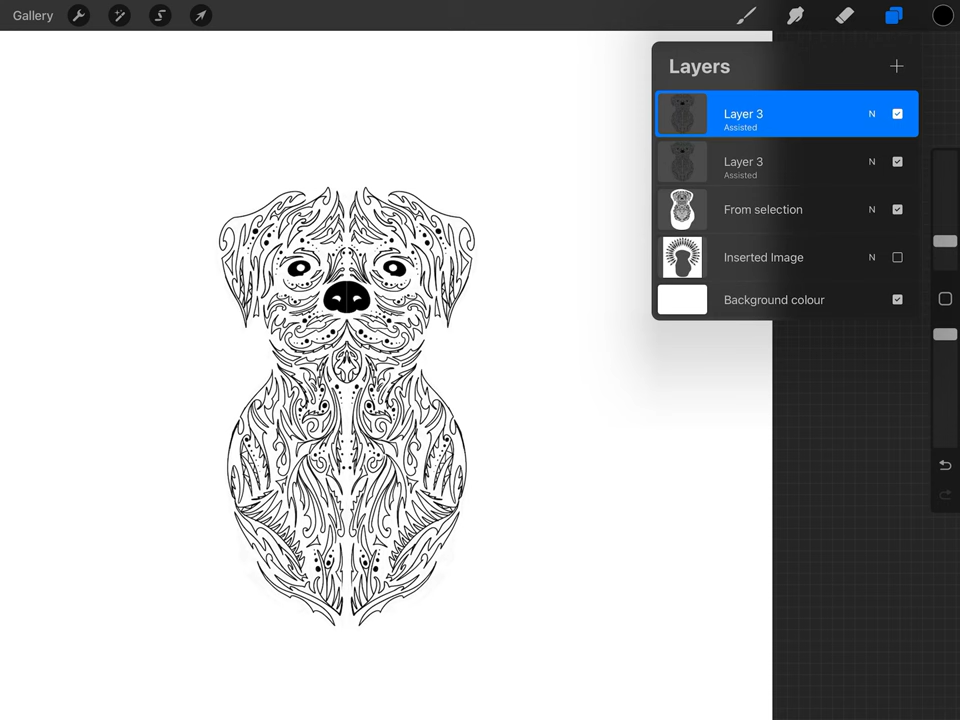 Gallery
Layers
Layer 3 N
Assisted
Layer 3 N
Assisted
From selection N
Inserted Image N
Background colour